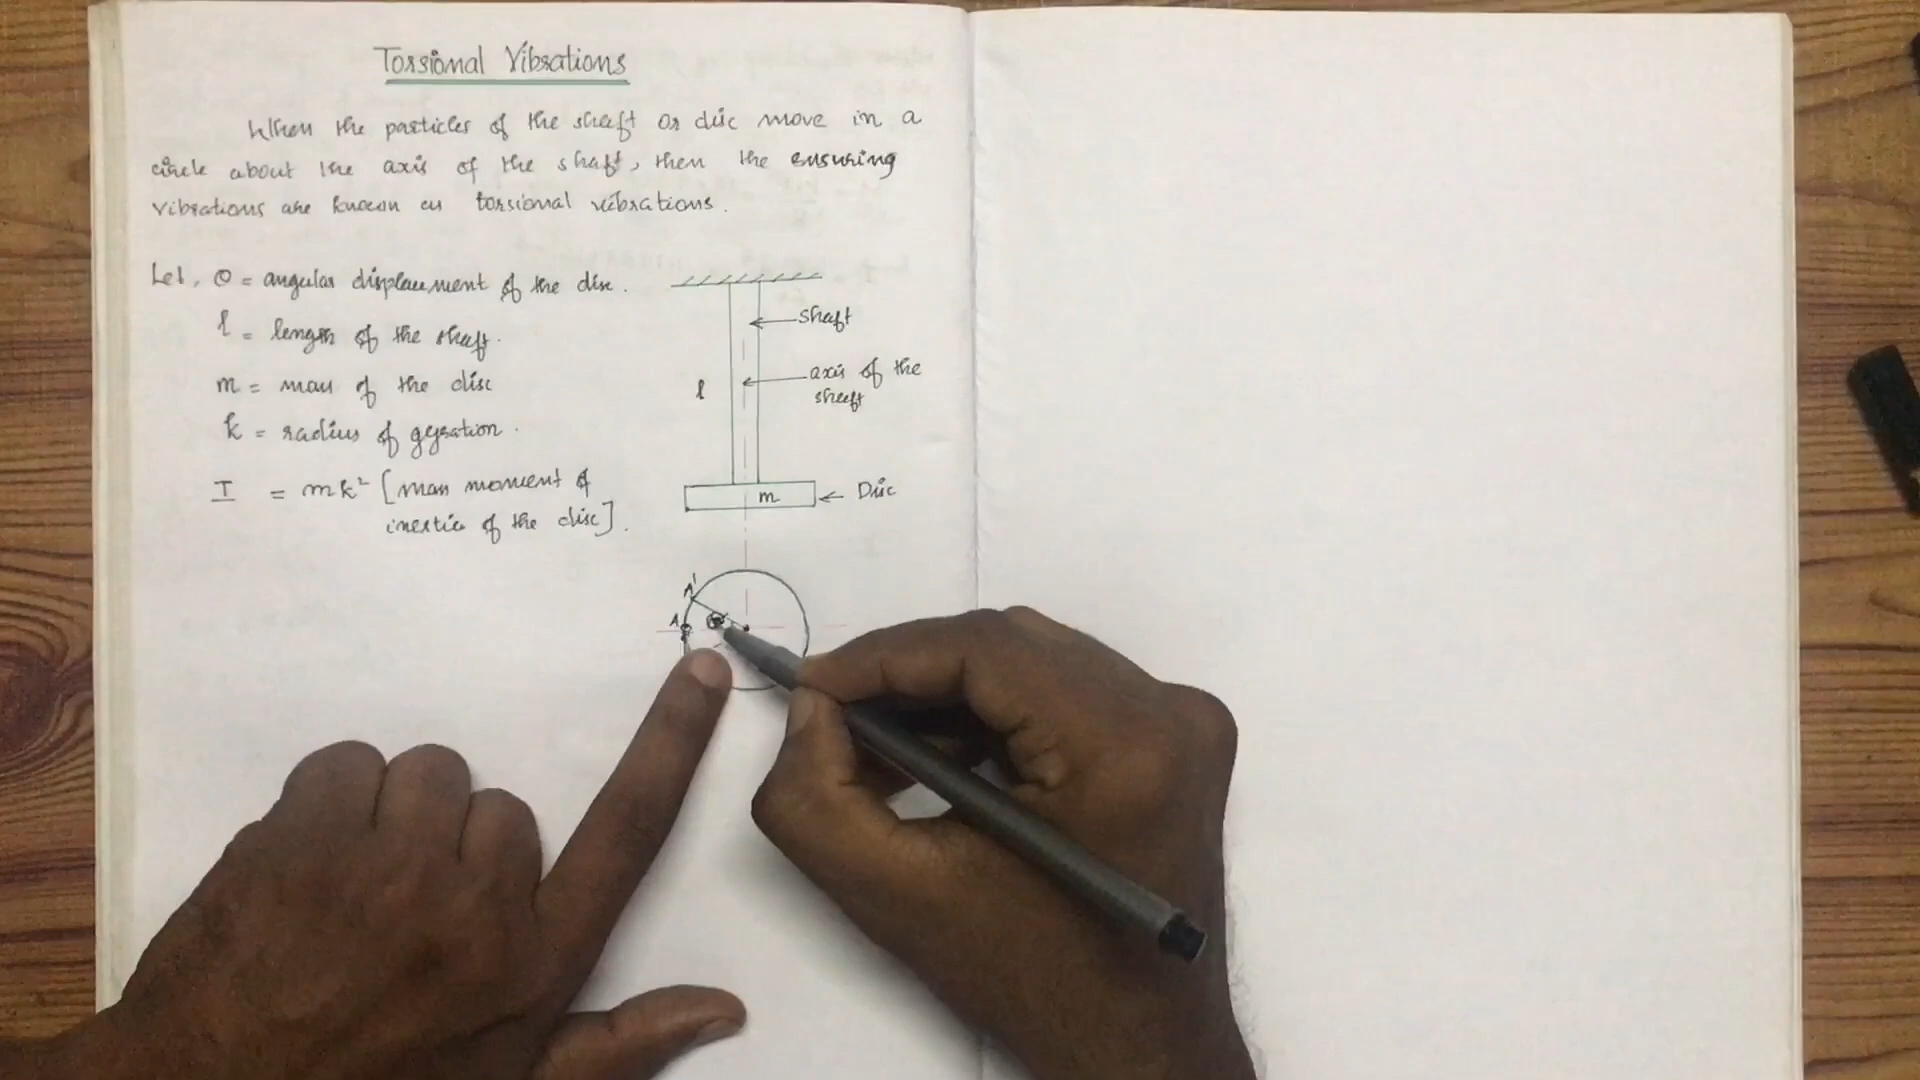 Torsional Vibrations
When the particles of the shaft or disc move in a
circle about the axis of the shaft, then the ensuring
vibrations are known as torsional vibrations.
Let, θ = angular displacement of the disc.
l = length of the shaft.
m = mass of the disc
k = radius of gyration.
I = mk² [mass moment of
inertia of the disc].
shaft
axis of the
shaft
l
m
Disc
A'
A
θ